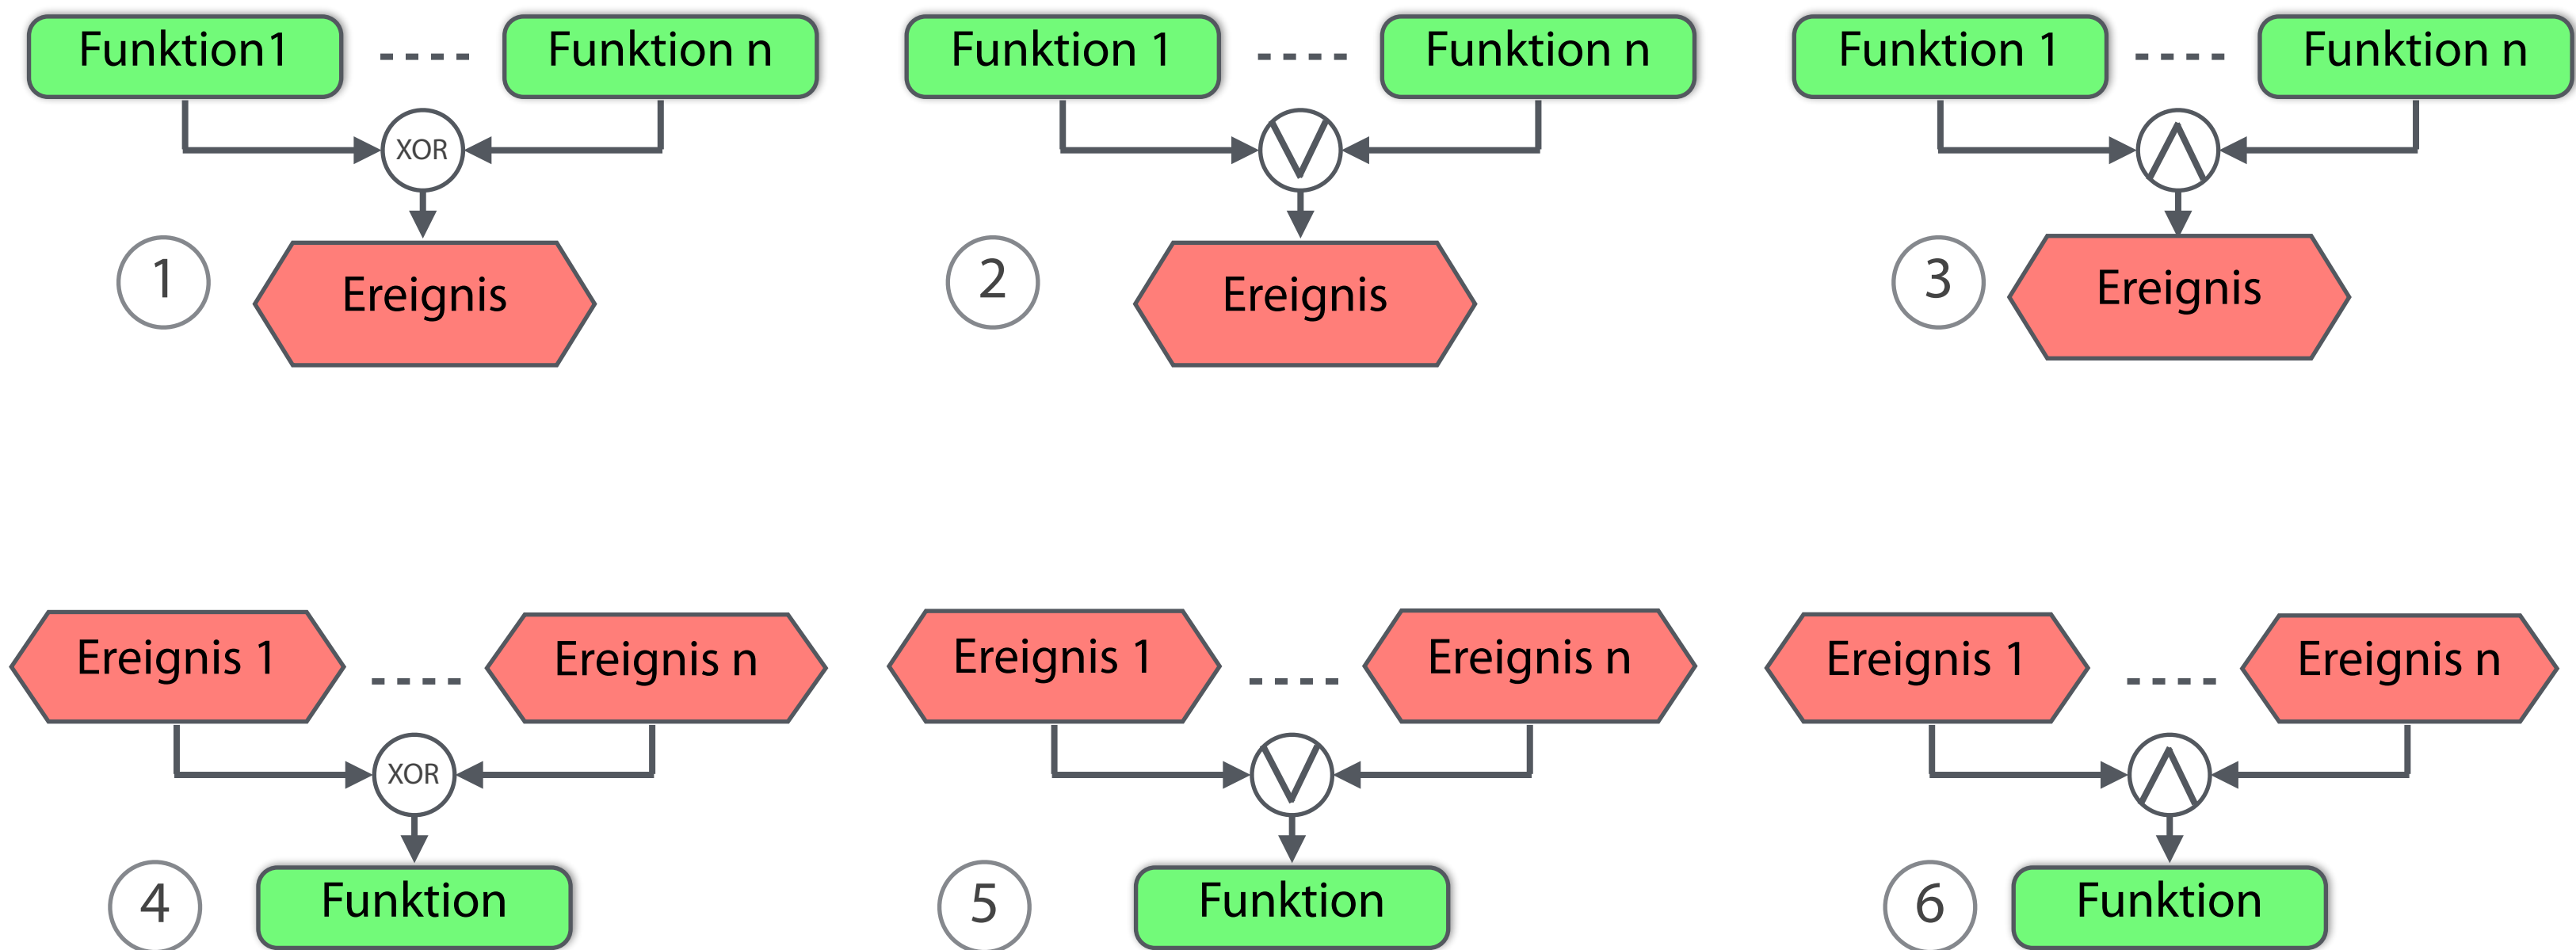 Funktion1
Funktion n
XOR
1
Ereignis
Funktion 1
Funktion n
V
2
Ereignis
Funktion 1
Funktion n
Λ
3
Ereignis
Ereignis 1
Ereignis n
XOR
4
Funktion
Ereignis 1
Ereignis n
V
5
Funktion
Ereignis 1
Ereignis n
Λ
6
Funktion